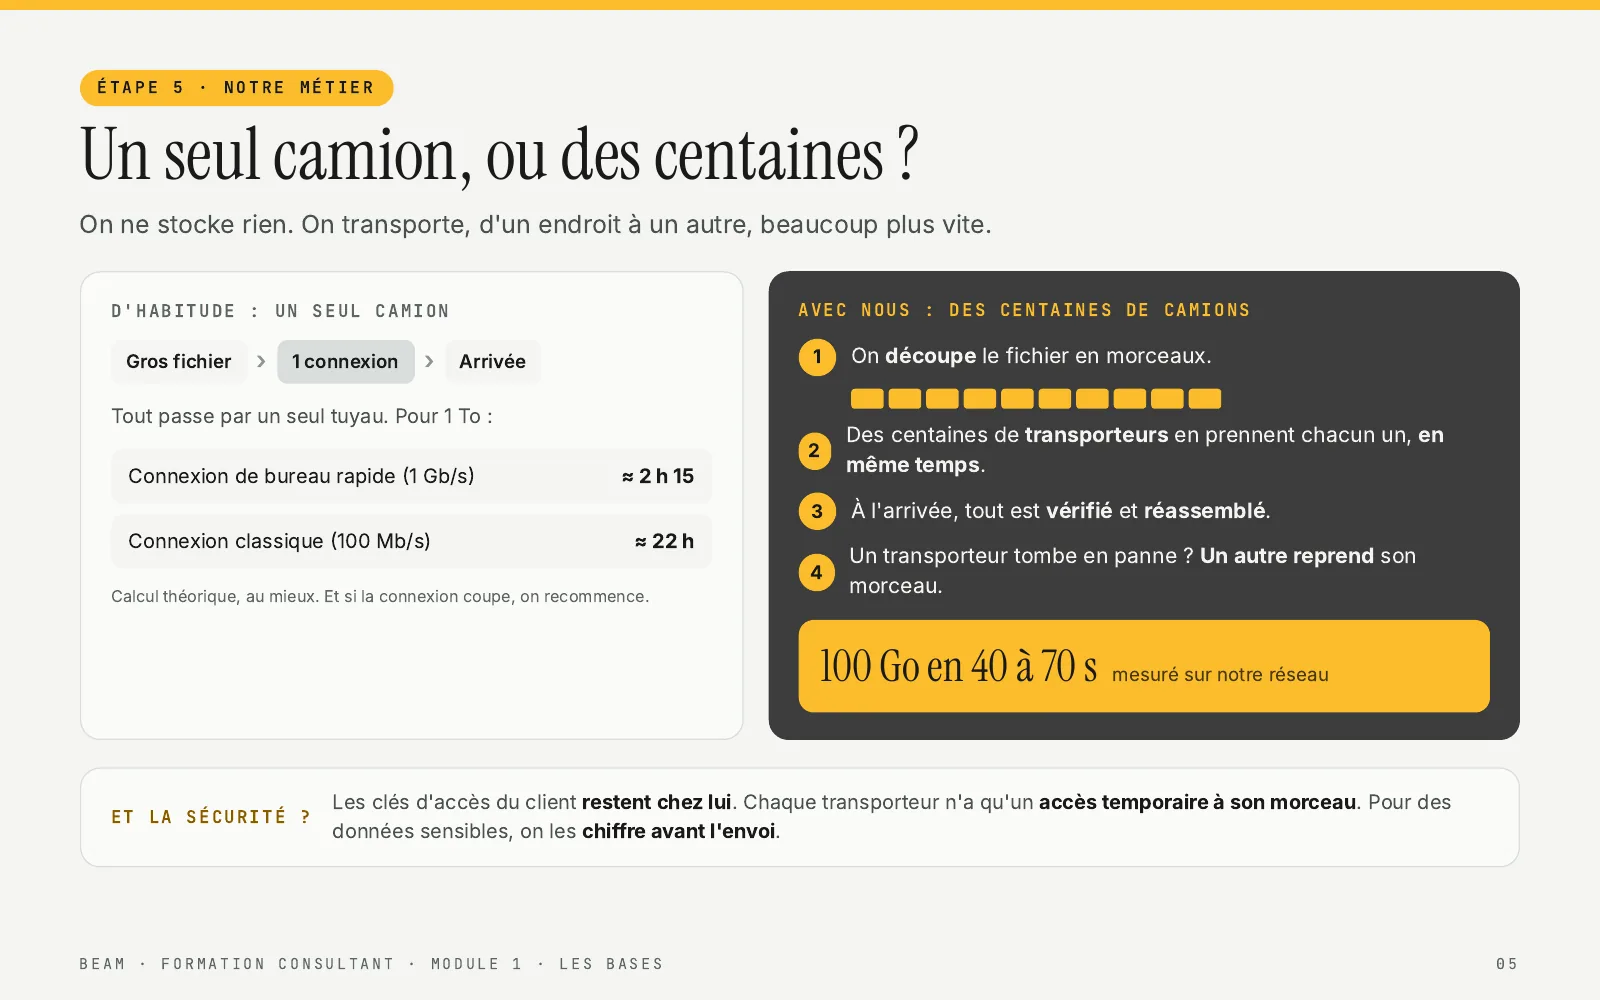 ÉTAPE 5 · NOTRE MÉTIER
Un seul camion, ou des centaines ?
On ne stocke rien. On transporte, d'un endroit à un autre, beaucoup plus vite.
D'HABITUDE : UN SEUL CAMION
Gros fichier › 1 connexion › Arrivée
Tout passe par un seul tuyau. Pour 1 To :
Connexion de bureau rapide (1 Gb/s) ≈ 2 h 15
Connexion classique (100 Mb/s) ≈ 22 h
Calcul théorique, au mieux. Et si la connexion coupe, on recommence.
AVEC NOUS : DES CENTAINES DE CAMIONS
1 On découpe le fichier en morceaux.
2 Des centaines de transporteurs en prennent chacun un, en
même temps.
3 À l'arrivée, tout est vérifié et réassemblé.
4 Un transporteur tombe en panne ? Un autre reprend son
morceau.
100 Go en 40 à 70 s mesuré sur notre réseau
ET LA SÉCURITÉ ?
Les clés d'accès du client restent chez lui. Chaque transporteur n'a qu'un accès temporaire à son morceau. Pour des
données sensibles, on les chiffre avant l'envoi.
BEAM · FORMATION CONSULTANT · MODULE 1 · LES BASES
05